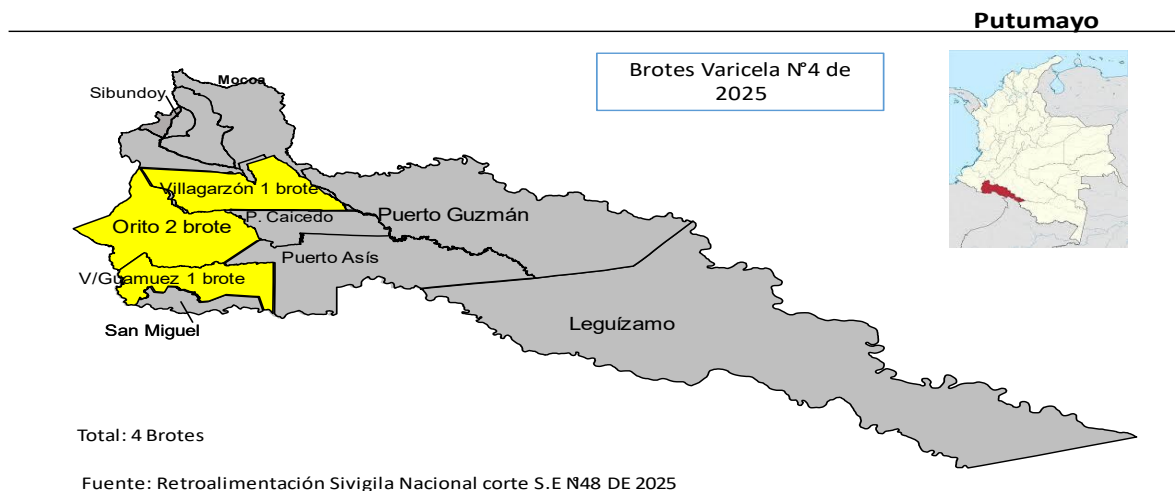 Putumayo
Brotes Varicela N°4 de
2025
Mocoa
Sibundoy
Villagarzón 1 brote
P. Caicedo
Puerto Guzmán
Orito 2 brote
Puerto Asís
V/Guamuez 1 brote
San Miguel
Leguízamo
Total: 4 Brotes
Fuente: Retroalimentación Sivigila Nacional corte S.E N°48 DE 2025